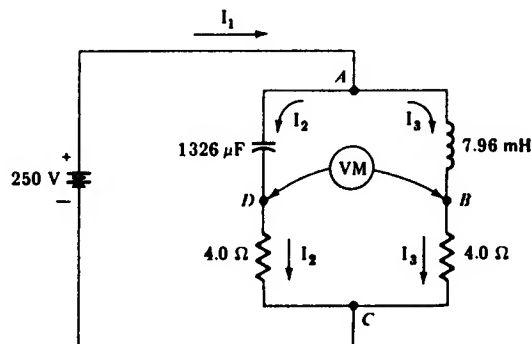 I1
A
I2
I3
1326 μF
7.96 mH
VM
+
250 V
−
D
B
4.0 Ω
I2
I3
4.0 Ω
C